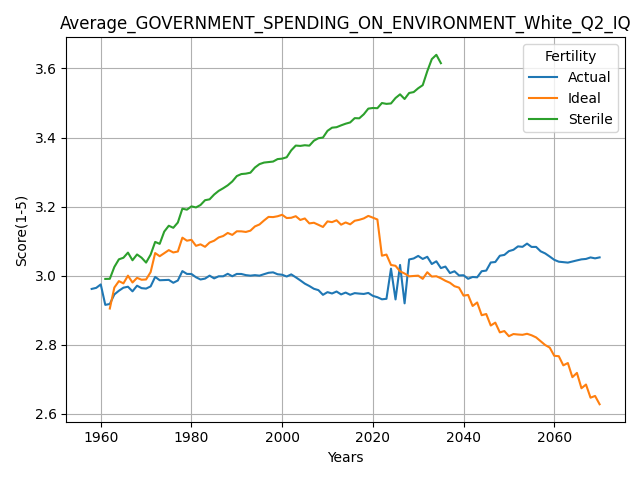 Average_GOVERNMENT_SPENDING_ON_ENVIRONMENT_White_Q2_IQ
Fertility
Actual
Ideal
Sterile
Score(1-5)
3.6
3.4
3.2
3.0
2.8
2.6
1960 1980 2000 2020 2040 2060
Years